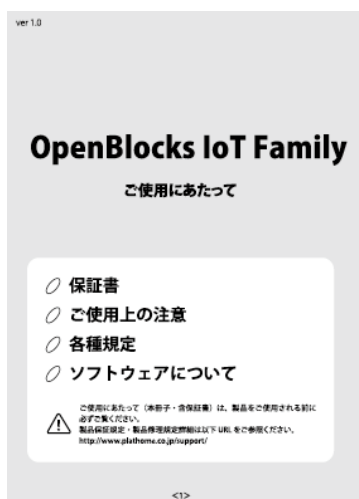 ver 1.0
OpenBlocks IoT Family
ご使用にあたって
保証書
ご使用上の注意
各種規定
ソフトウェアについて
ご使用にあたって（本冊子・含保証書）は、製品をご使用される前に
必ずご覧ください。
製品保証規定・製品修理規定詳細は以下 URL をご参照ください。
http://www.plathome.co.jp/support/
<1>